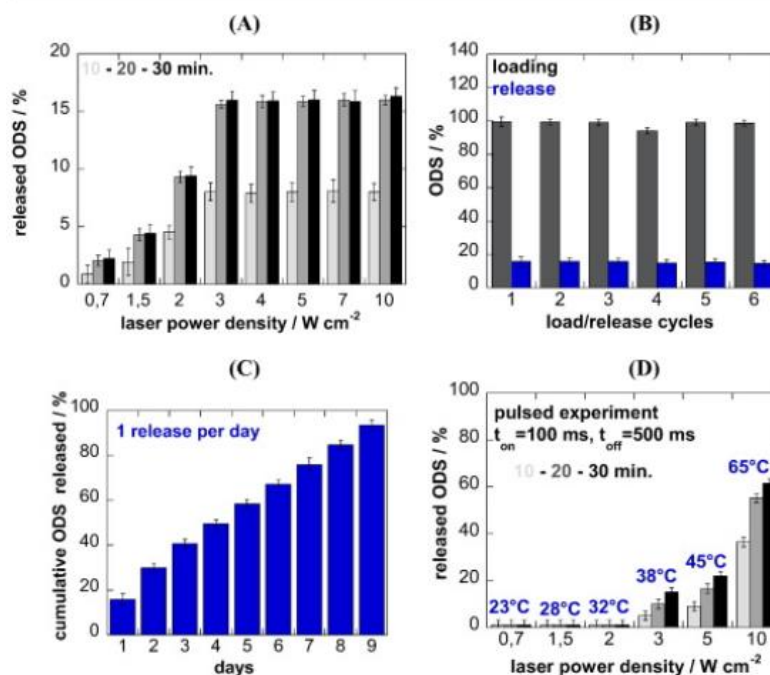 (A)
20
15
10
5
0
released ODS / %
10 - 20 - 30 min.
0,7 1,5 2 3 4 5 7 10
laser power density / W cm⁻²
(B)
140
120
100
80
60
40
20
0
ODS / %
loading
release
1 2 3 4 5 6
load/release cycles
(C)
100
80
60
40
20
0
cumulative ODS released / %
1 release per day
1 2 3 4 5 6 7 8 9
days
(D)
100
80
60
40
20
0
released ODS / %
pulsed experiment
t_on=100 ms, t_off=500 ms
10 - 20 - 30 min.
65°C
45°C
38°C
23°C 28°C 32°C
0,7 1,5 2 3 5 10
laser power density / W cm⁻²